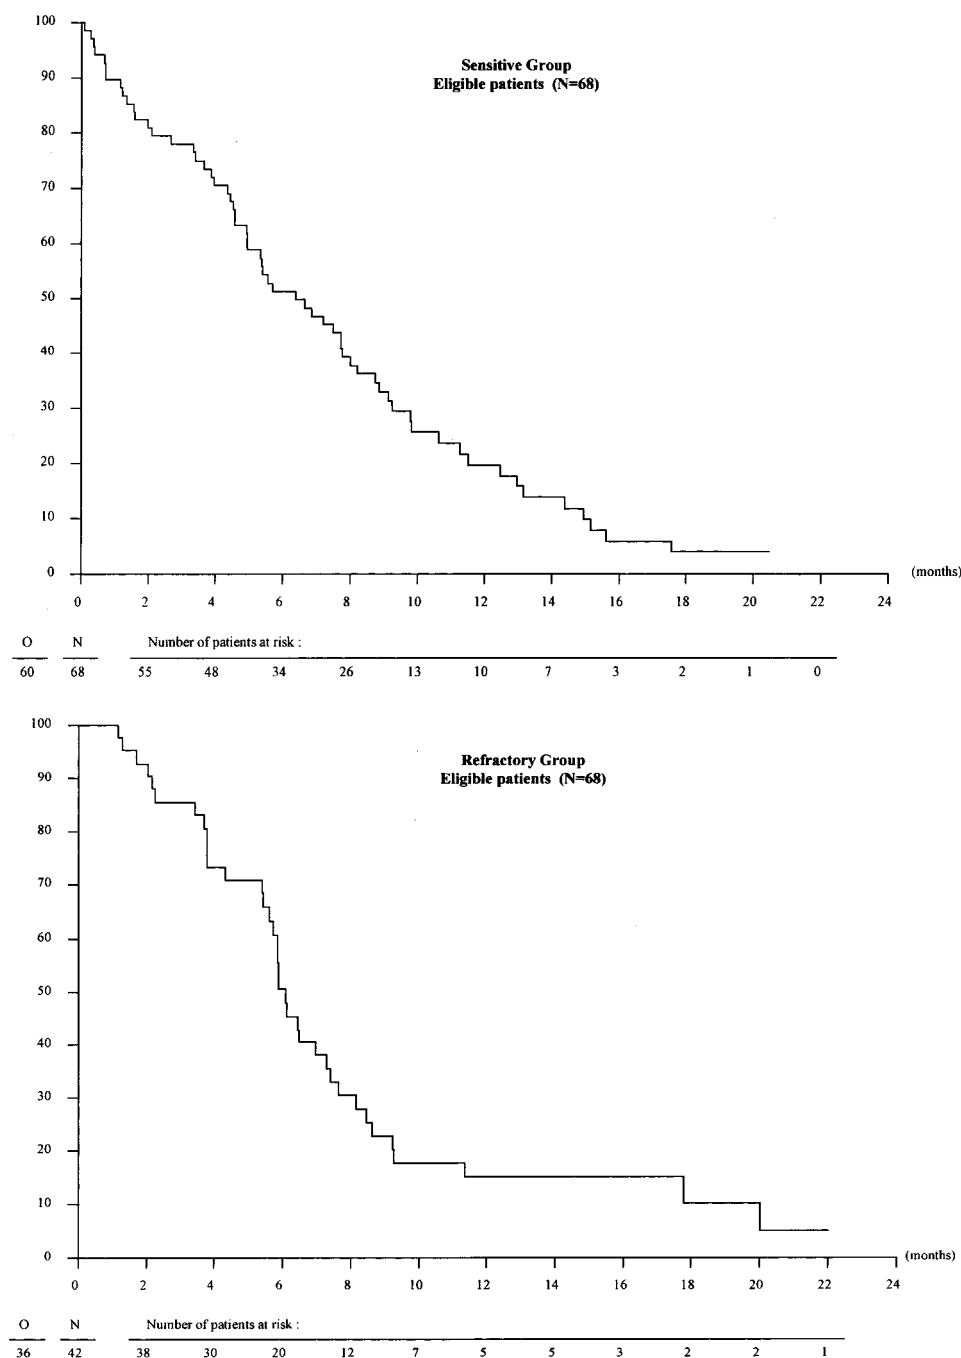 100
Sensitive Group
Eligible patients (N=68)
90
80
70
60
50
40
30
20
10
0
(months)
0 2 4 6 8 10 12 14 16 18 20 22 24
O N Number of patients at risk :
60 68 55 48 34 26 13 10 7 3 2 1 0
100
Refractory Group
Eligible patients (N=68)
90
80
70
60
50
40
30
20
10
0
(months)
0 2 4 6 8 10 12 14 16 18 20 22 24
O N Number of patients at risk :
36 42 38 30 20 12 7 5 5 3 2 2 1